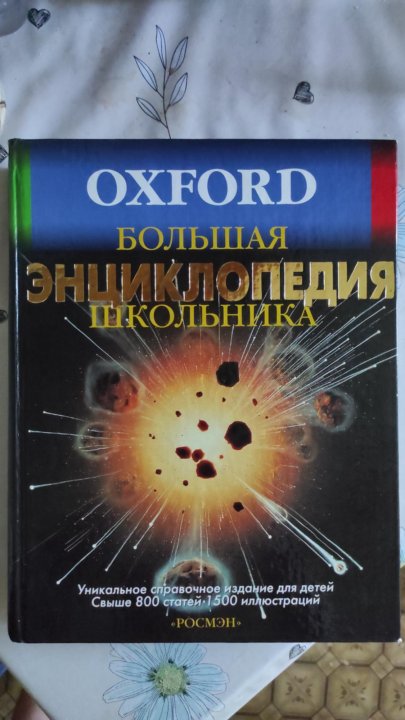 OXFORD
БОЛЬШАЯ
ЭНЦИКЛОПЕДИЯ
ШКОЛЬНИКА
Уникальное справочное издание для детей
Свыше 800 статей·1500 иллюстраций
«РОСМЭН»